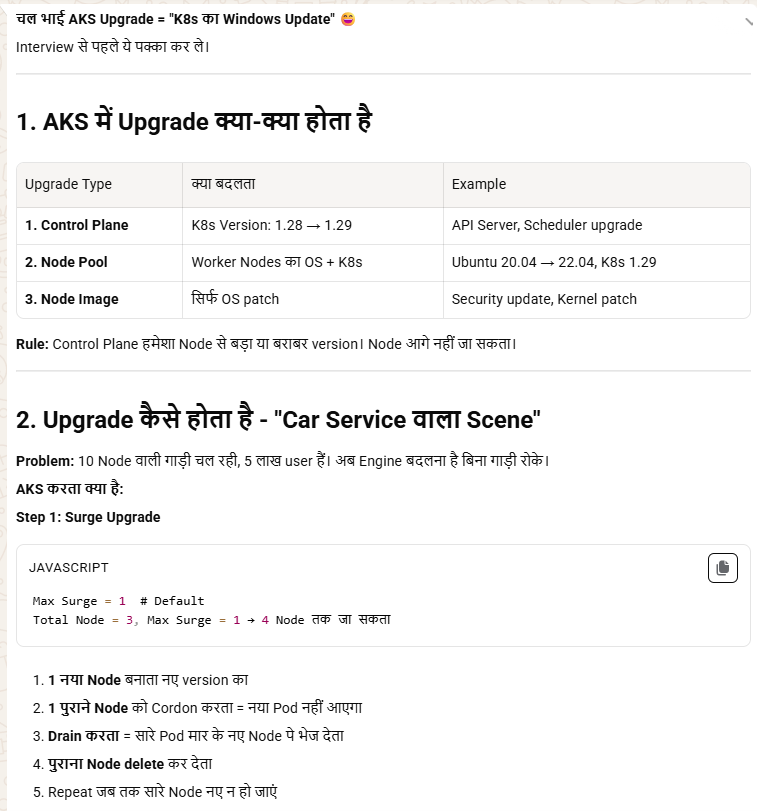 चल भाई AKS Upgrade = "K8s का Windows Update" 😄
Interview से पहले ये पक्का कर ले।
1. AKS में Upgrade क्या-क्या होता है
Upgrade Type क्या बदलता Example
1. Control Plane K8s Version: 1.28 → 1.29 API Server, Scheduler upgrade
2. Node Pool Worker Nodes का OS + K8s Ubuntu 20.04 → 22.04, K8s 1.29
3. Node Image सिर्फ OS patch Security update, Kernel patch
Rule: Control Plane हमेशा Node से बड़ा या बराबर version। Node आगे नहीं जा सकता।
2. Upgrade कैसे होता है - "Car Service वाला Scene"
Problem: 10 Node वाली गाड़ी चल रही, 5 लाख user हैं। अब Engine बदलना है बिना गाड़ी रोके।
AKS करता क्या है:
Step 1: Surge Upgrade
JAVASCRIPT
Max Surge = 1 # Default
Total Node = 3, Max Surge = 1 → 4 Node तक जा सकता
1. 1 नया Node बनाता नए version का
2. 1 पुराने Node को Cordon करता = नया Pod नहीं आएगा
3. Drain करता = सारे Pod मार के नए Node पे भेज देता
4. पुराना Node delete कर देता
5. Repeat जब तक सारे Node नए न हो जाएं